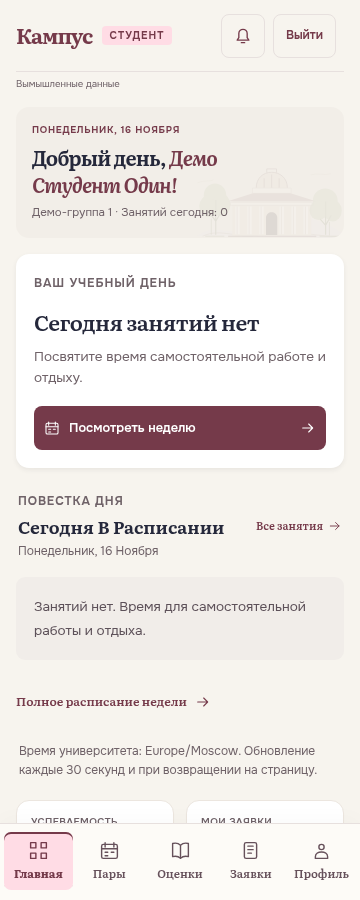 Кампус СТУДЕНТ Выйти
Вымышленные данные
ПОНЕДЕЛЬНИК, 16 НОЯБРЯ
Добрый день, Демо
Студент Один!
Демо-группа 1 · Занятий сегодня: 0
ВАШ УЧЕБНЫЙ ДЕНЬ
Сегодня занятий нет
Посвятите время самостоятельной работе и
отдыху.
Посмотреть неделю
ПОВЕСТКА ДНЯ
Сегодня В Расписании
Все занятия
Понедельник, 16 Ноября
Занятий нет. Время для самостоятельной
работы и отдыха.
Полное расписание недели
Время университета: Europe/Moscow. Обновление
каждые 30 секунд и при возвращении на страницу.
УСПЕВАЕМОСТЬ МОИ ЗАЯВКИ
Главная Пары Оценки Заявки Профиль